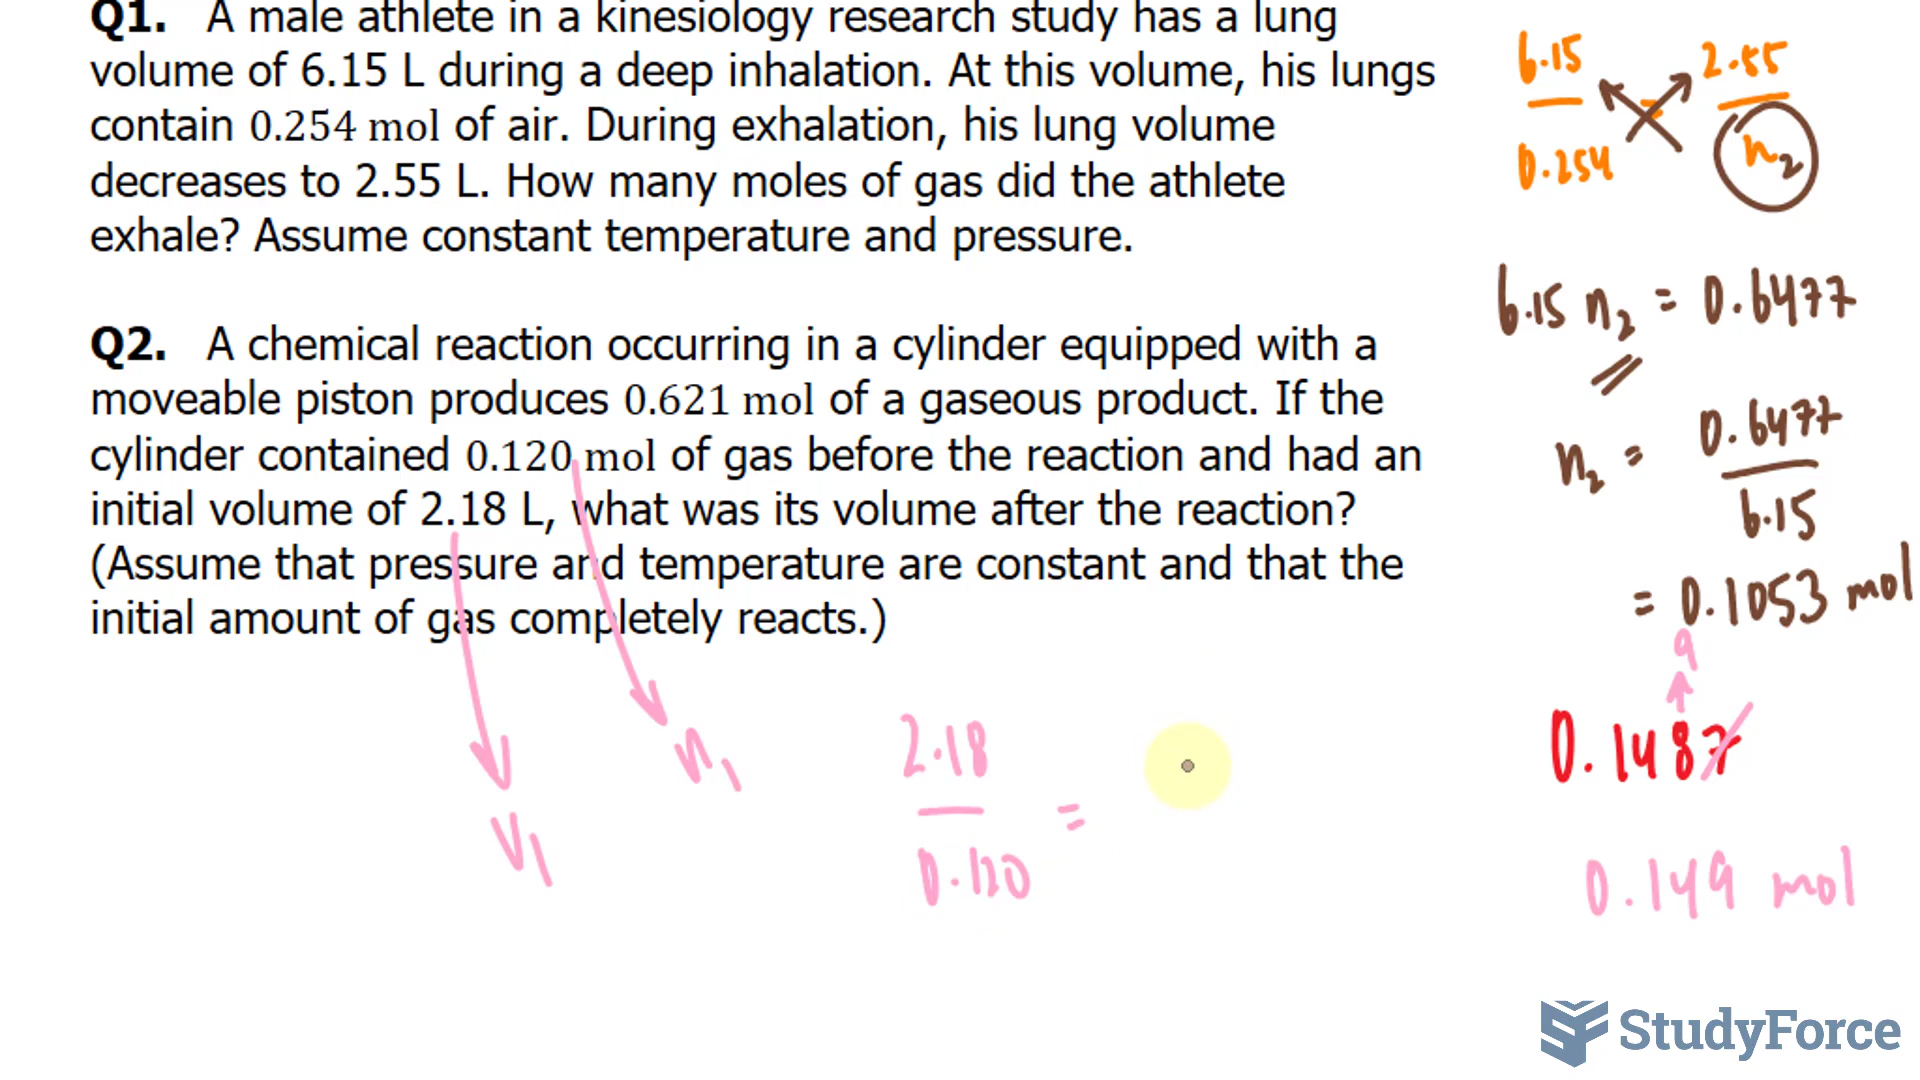 Q1. A male athlete in a kinesiology research study has a lung
volume of 6.15 L during a deep inhalation. At this volume, his lungs
contain 0.254 mol of air. During exhalation, his lung volume
decreases to 2.55 L. How many moles of gas did the athlete
exhale? Assume constant temperature and pressure.
Q2. A chemical reaction occurring in a cylinder equipped with a
moveable piston produces 0.621 mol of a gaseous product. If the
cylinder contained 0.120 mol of gas before the reaction and had an
initial volume of 2.18 L, what was its volume after the reaction?
(Assume that pressure and temperature are constant and that the
initial amount of gas completely reacts.)
V1
n1
2.18
=
0.120
6.15 = 2.55
0.254 n2
6.15 n2 = 0.6477
n2 = 0.6477
6.15
= 0.1053 mol
9
0.1487
0.149 mol
StudyForce